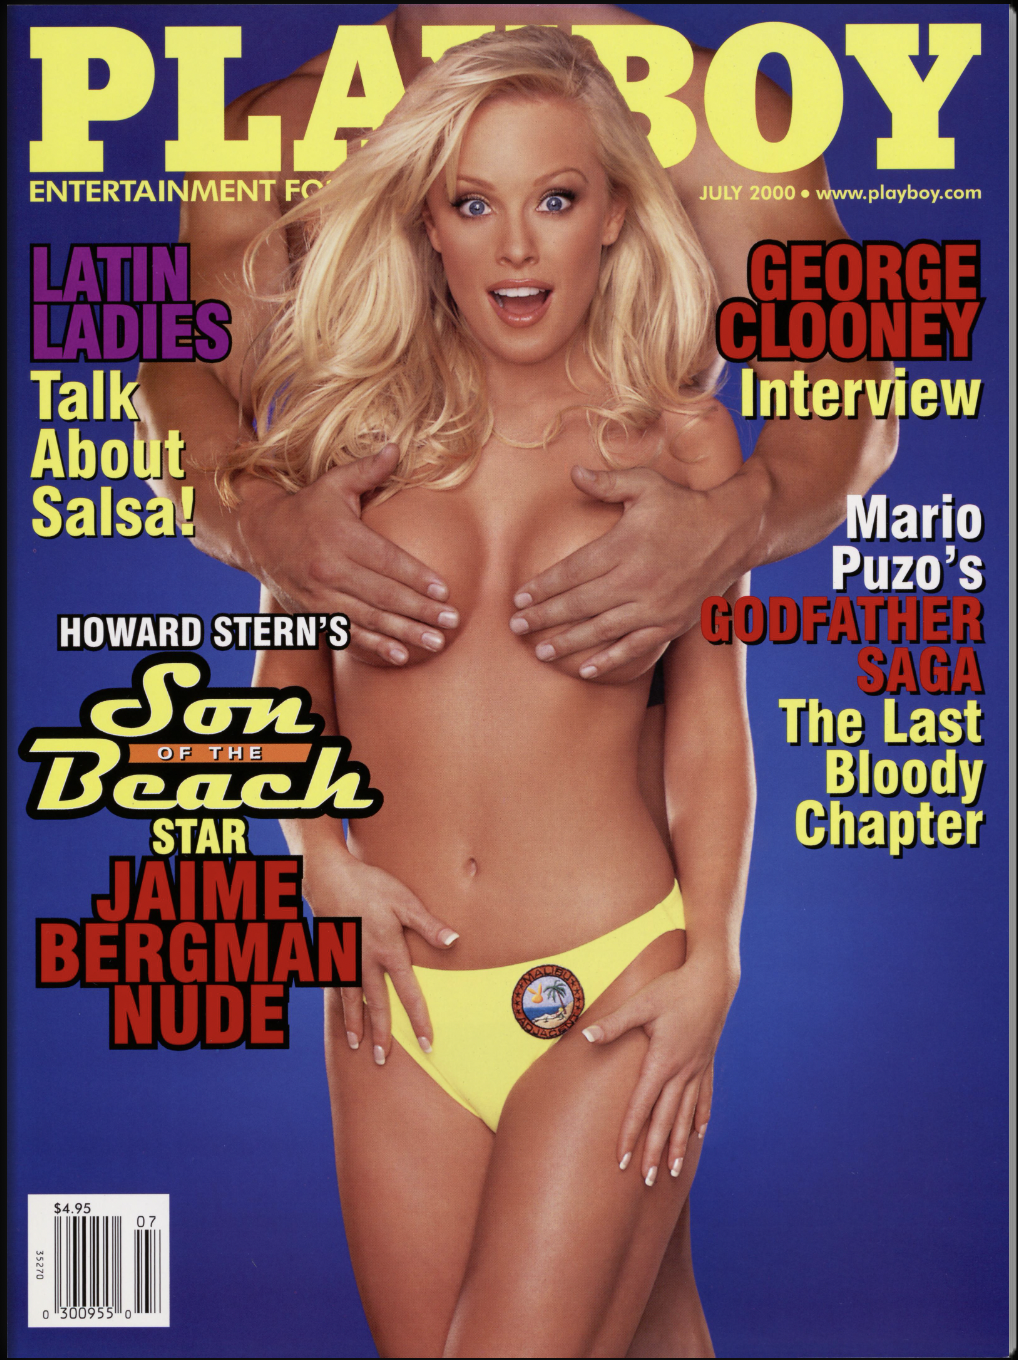 PLAYBOY
ENTERTAINMENT FO
JULY 2000 • www.playboy.com
LATIN
LADIES
Talk
About
Salsa!
GEORGE
CLOONEY
Interview
Mario
Puzo's
GODFATHER
SAGA
The Last
Bloody
Chapter
HOWARD STERN'S
Son
OF THE
Beach
STAR
JAIME
BERGMAN
NUDE
MALIBU
$4.95
07
35270
0 300955 0